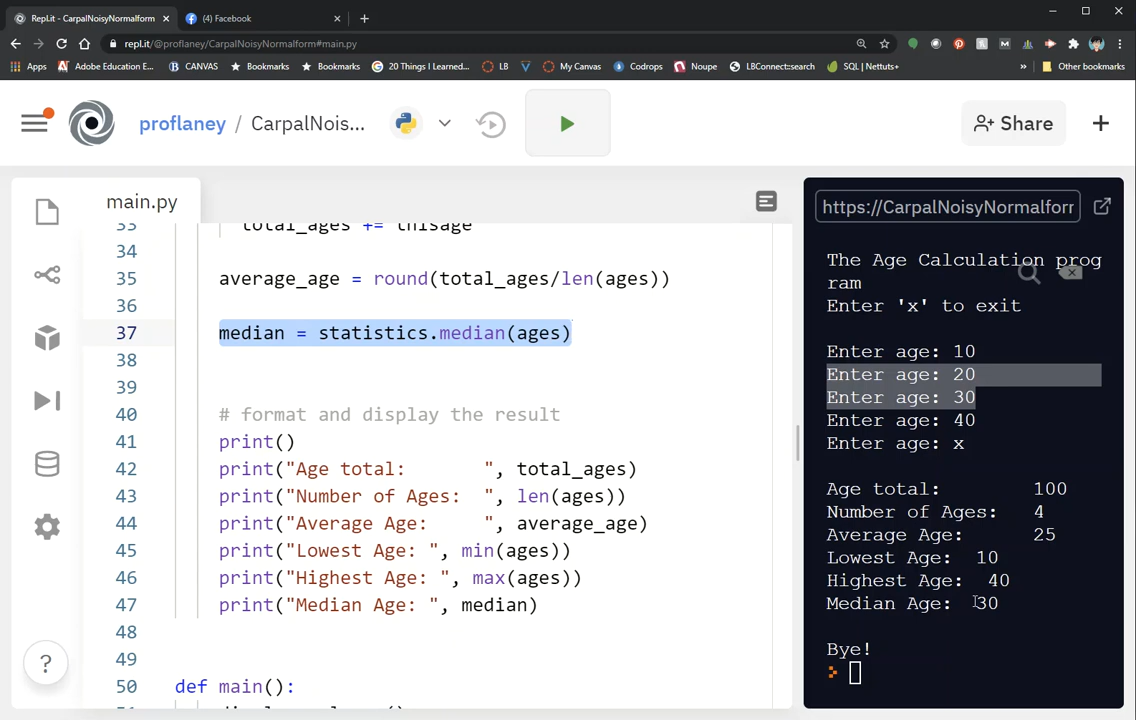 Repl.it - CarpalNoisyNormalform
(4) Facebook
repl.it/@proflaney/CarpalNoisyNormalform#main.py
Apps
Adobe Education E...
CANVAS
Bookmarks
Bookmarks
20 Things I Learned...
LB
My Canvas
Codrops
Noupe
LBConnect::search
SQL | Nettuts+
»
Other bookmarks
proflaney / CarpalNois...
Share
main.py
https://CarpalNoisyNormalforr
33 total_ages += thisage
34
35 average_age = round(total_ages/len(ages))
36
37 median = statistics.median(ages)
38
39
40 # format and display the result
41 print()
42 print("Age total:       ", total_ages)
43 print("Number of Ages:  ", len(ages))
44 print("Average Age:     ", average_age)
45 print("Lowest Age: ", min(ages))
46 print("Highest Age: ", max(ages))
47 print("Median Age: ", median)
48
49
50 def main():
?
The Age Calculation prog
ram
Enter 'x' to exit
Enter age: 10
Enter age: 20
Enter age: 30
Enter age: 40
Enter age: x
Age total:        100
Number of Ages:   4
Average Age:      25
Lowest Age:  10
Highest Age:  40
Median Age:  30
Bye!